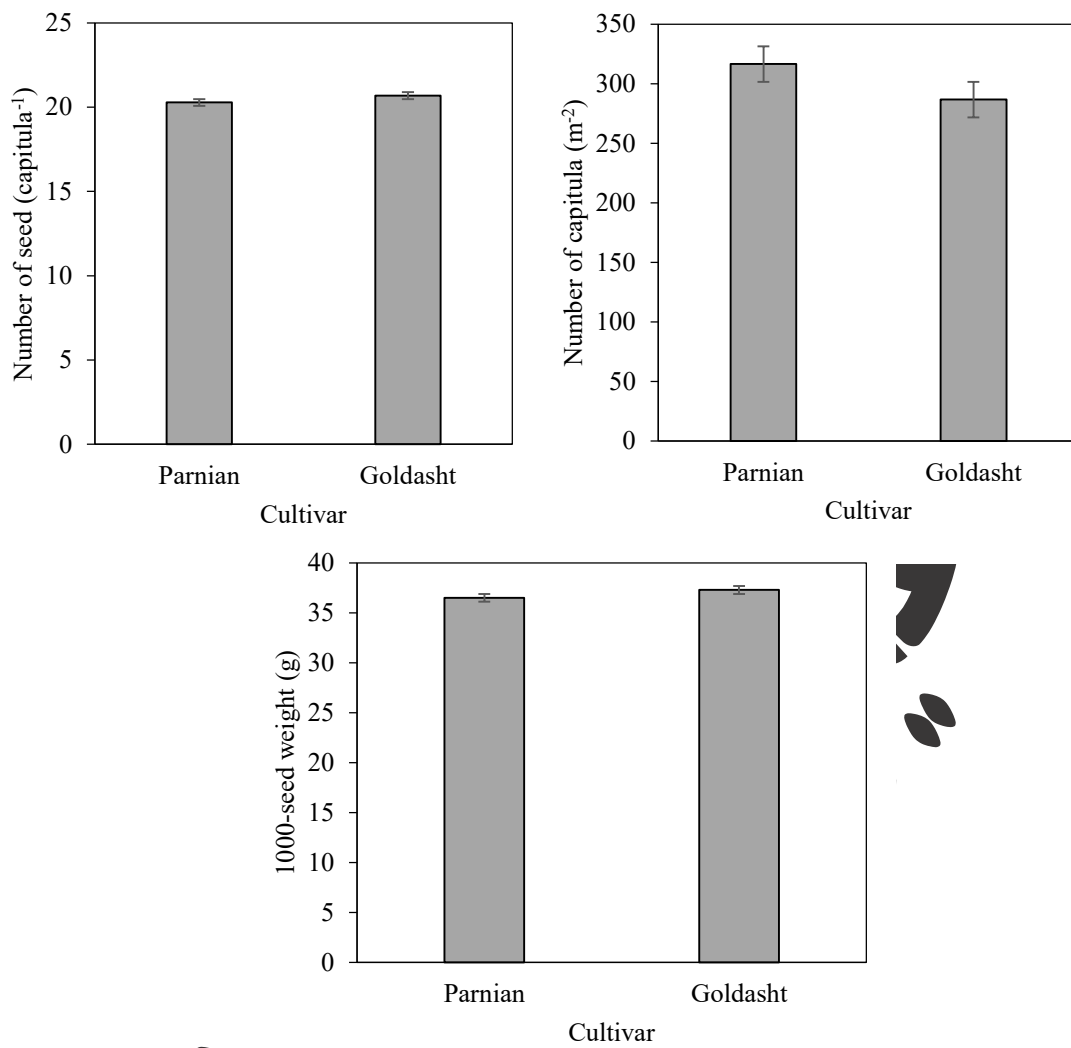 Number of seed (capitula⁻¹)
25
20
15
10
5
0
Parnian Goldasht
Cultivar
Number of capitula (m⁻²)
350
300
250
200
150
100
50
0
Parnian Goldasht
Cultivar
1000-seed weight (g)
40
35
30
25
20
15
10
5
0
Parnian Goldasht
Cultivar